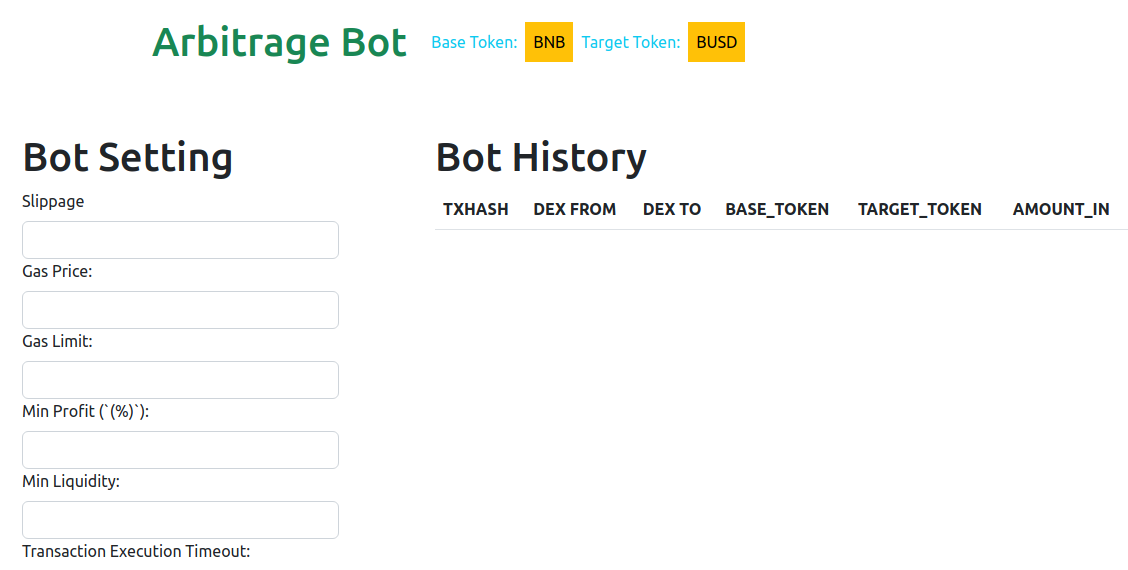 Arbitrage Bot Base Token: BNB Target Token: BUSD
Bot Setting
Slippage
Gas Price:
Gas Limit:
Min Profit (`(%)`):
Min Liquidity:
Transaction Execution Timeout:
Bot History
TXHASH DEX FROM DEX TO BASE_TOKEN TARGET_TOKEN AMOUNT_IN